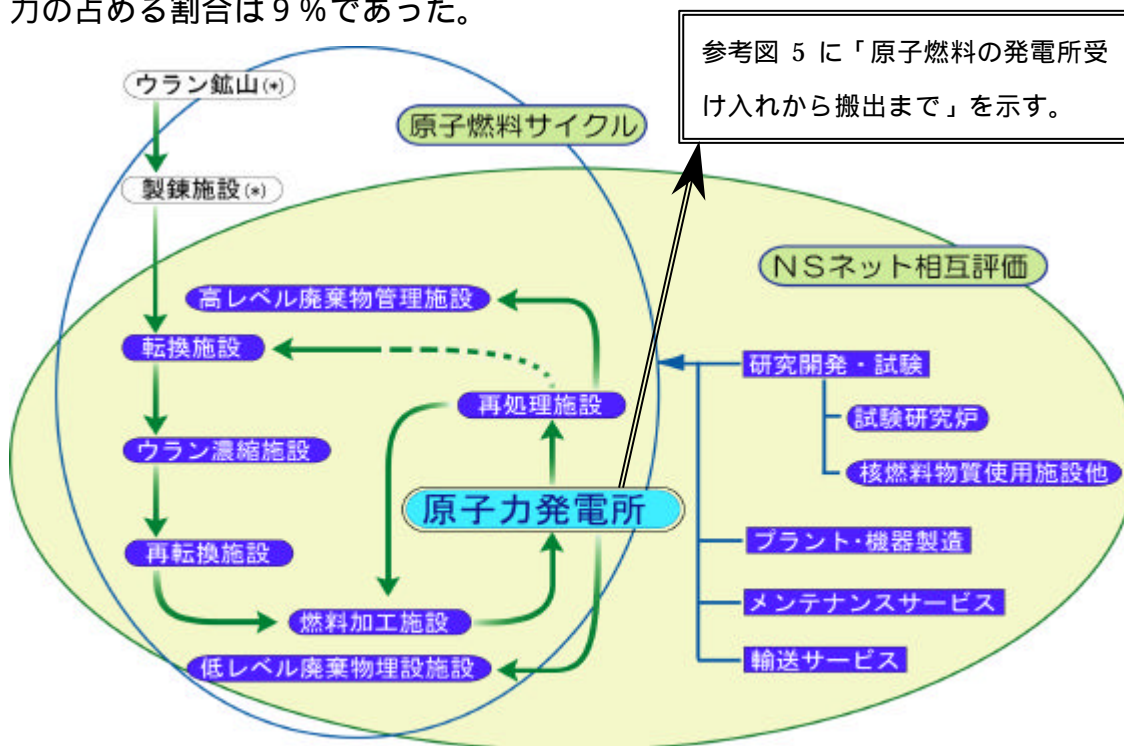 力の占める割合は9%であった。
参考図 5 に「原子燃料の発電所受
け入れから搬出まで」を示す。
ウラン鉱山(*)
原子燃料サイクル
製錬施設(*)
NSネット相互評価
高レベル廃棄物管理施設
転換施設
研究開発・試験
再処理施設
試験研究炉
ウラン濃縮施設
核燃料物質使用施設他
原子力発電所
再転換施設
プラント・機器製造
燃料加工施設
メンテナンスサービス
低レベル廃棄物埋設施設
輸送サービス